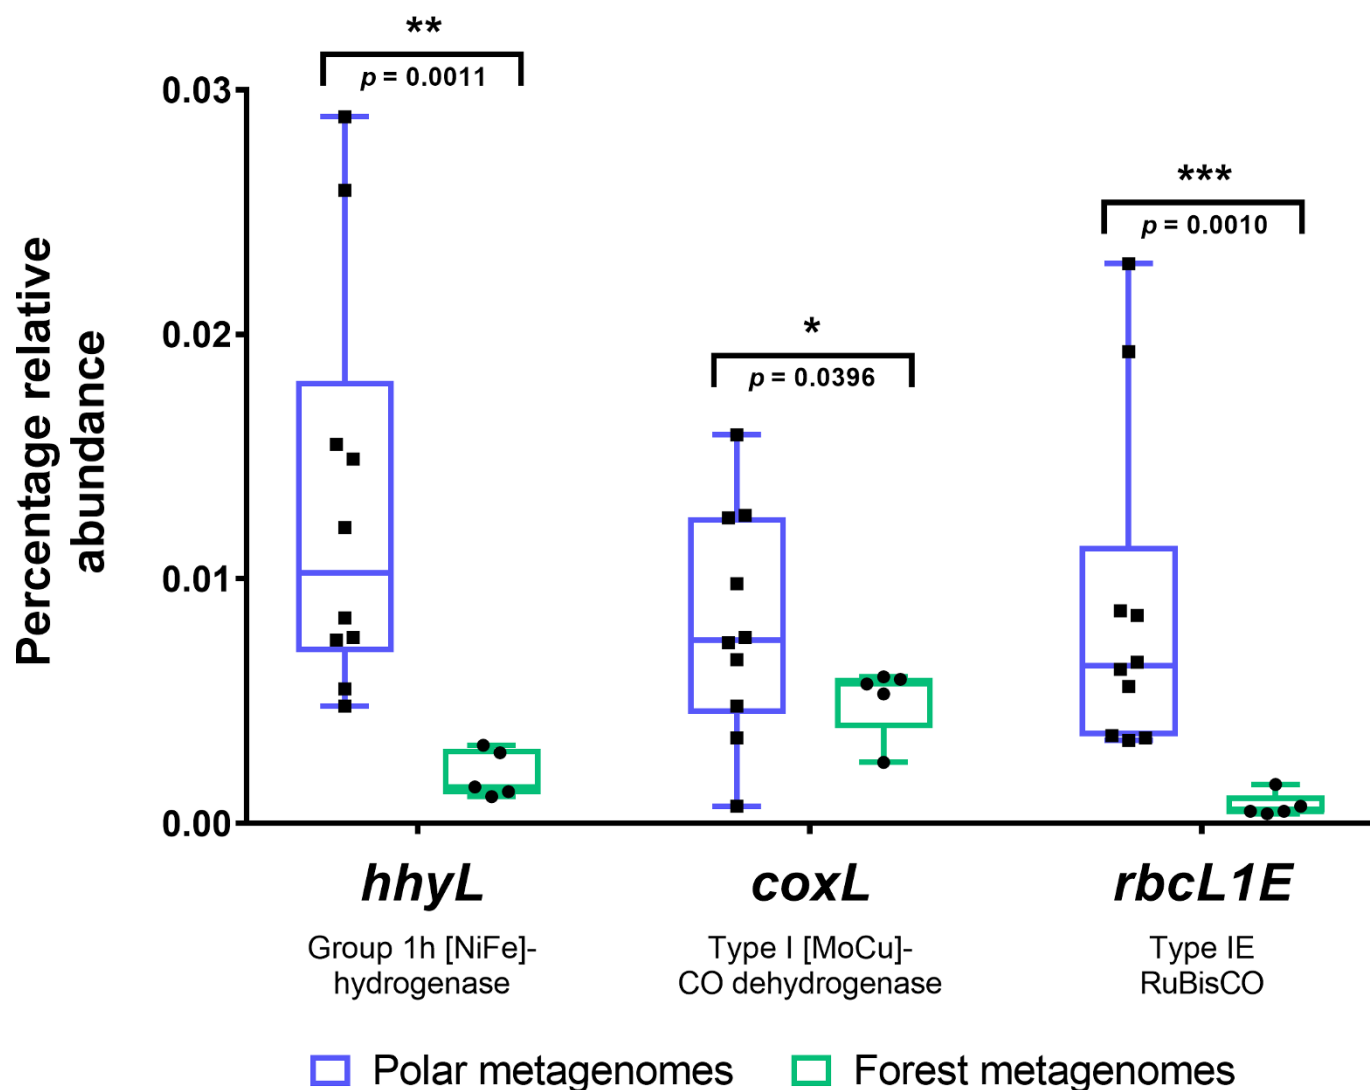 **
p = 0.0011
0.03
***
p = 0.0010
0.02
*
p = 0.0396
Percentage relative
abundance
0.01
0.00
hhyL
coxL
rbcL1E
Group 1h [NiFe]-
hydrogenase
Type I [MoCu]-
CO dehydrogenase
Type IE
RuBisCO
Polar metagenomes
Forest metagenomes